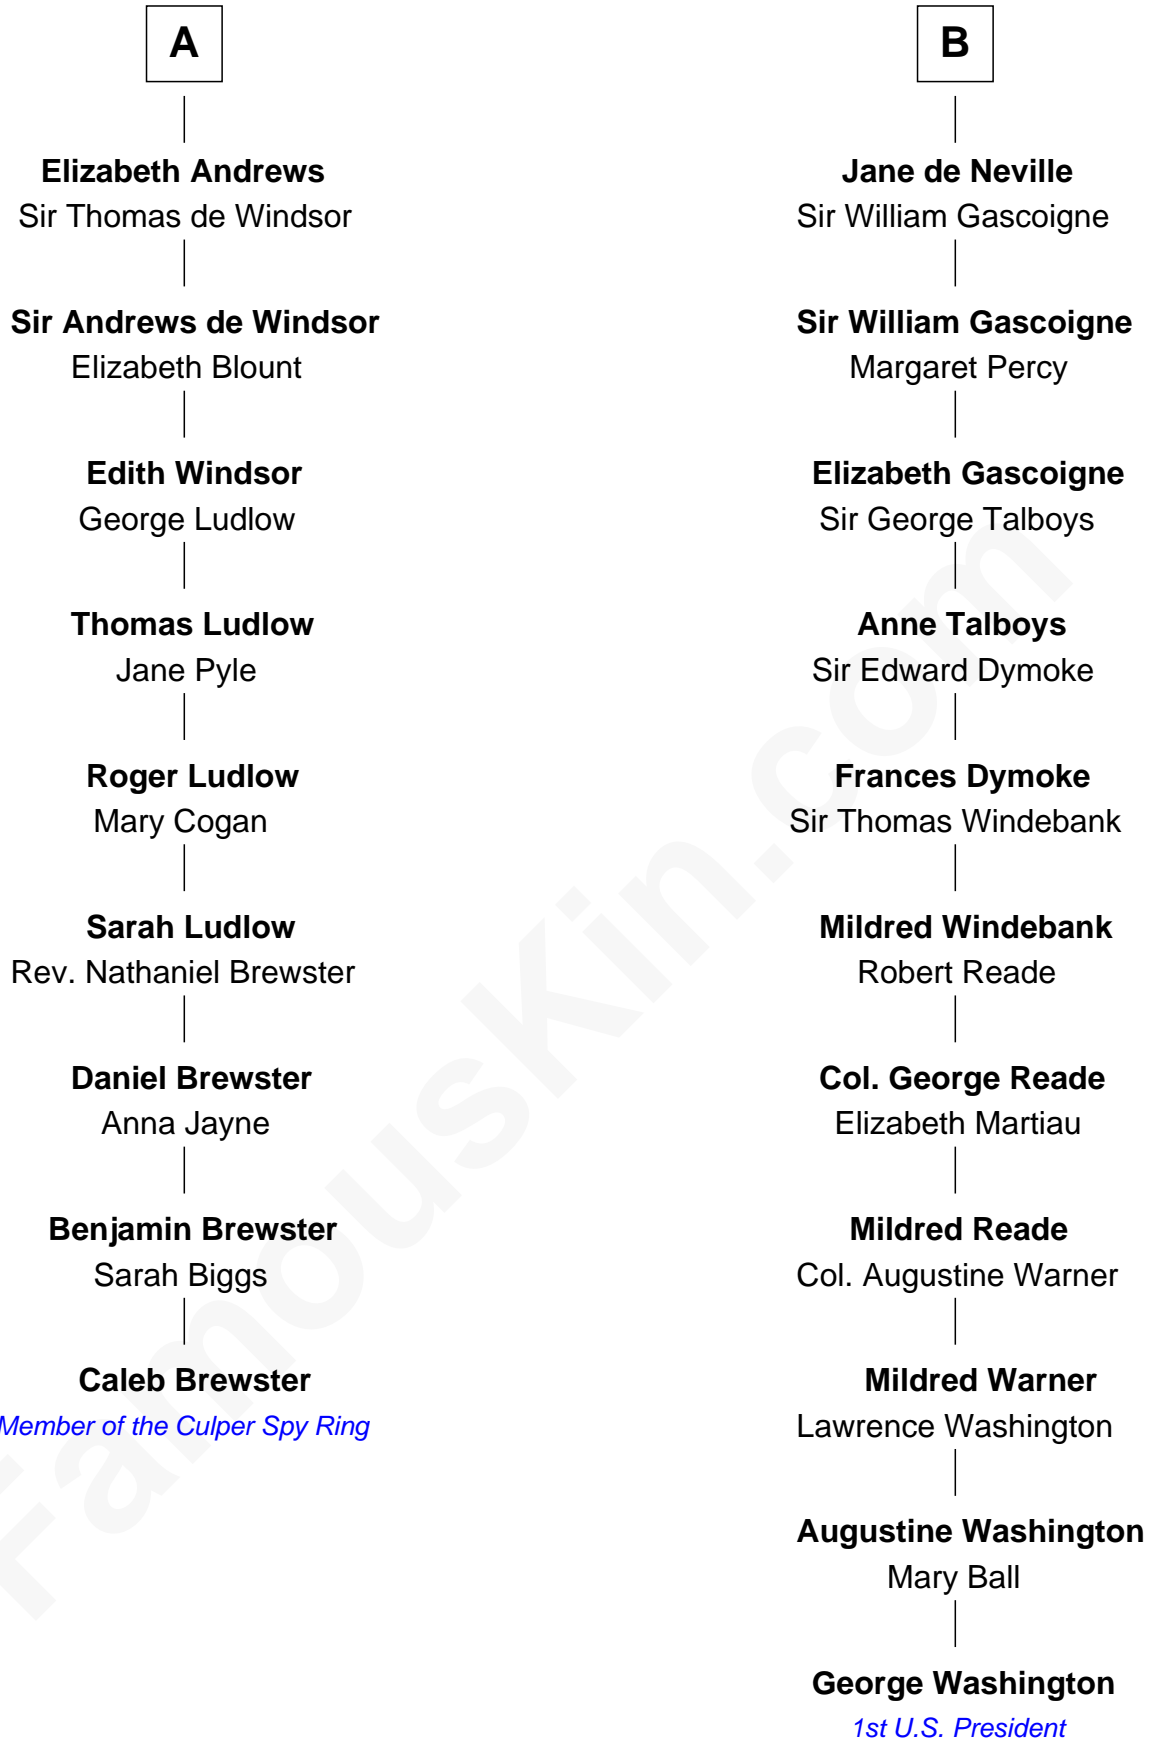 A
Elizabeth Andrews
Sir Thomas de Windsor
Sir Andrews de Windsor
Elizabeth Blount
Edith Windsor
George Ludlow
Thomas Ludlow
Jane Pyle
Roger Ludlow
Mary Cogan
Sarah Ludlow
Rev. Nathaniel Brewster
Daniel Brewster
Anna Jayne
Benjamin Brewster
Sarah Biggs
Caleb Brewster
Member of the Culper Spy Ring
B
Jane de Neville
Sir William Gascoigne
Sir William Gascoigne
Margaret Percy
Elizabeth Gascoigne
Sir George Talboys
Anne Talboys
Sir Edward Dymoke
Frances Dymoke
Sir Thomas Windebank
Mildred Windebank
Robert Reade
Col. George Reade
Elizabeth Martiau
Mildred Reade
Col. Augustine Warner
Mildred Warner
Lawrence Washington
Augustine Washington
Mary Ball
George Washington
1st U.S. President
FamousKin.com